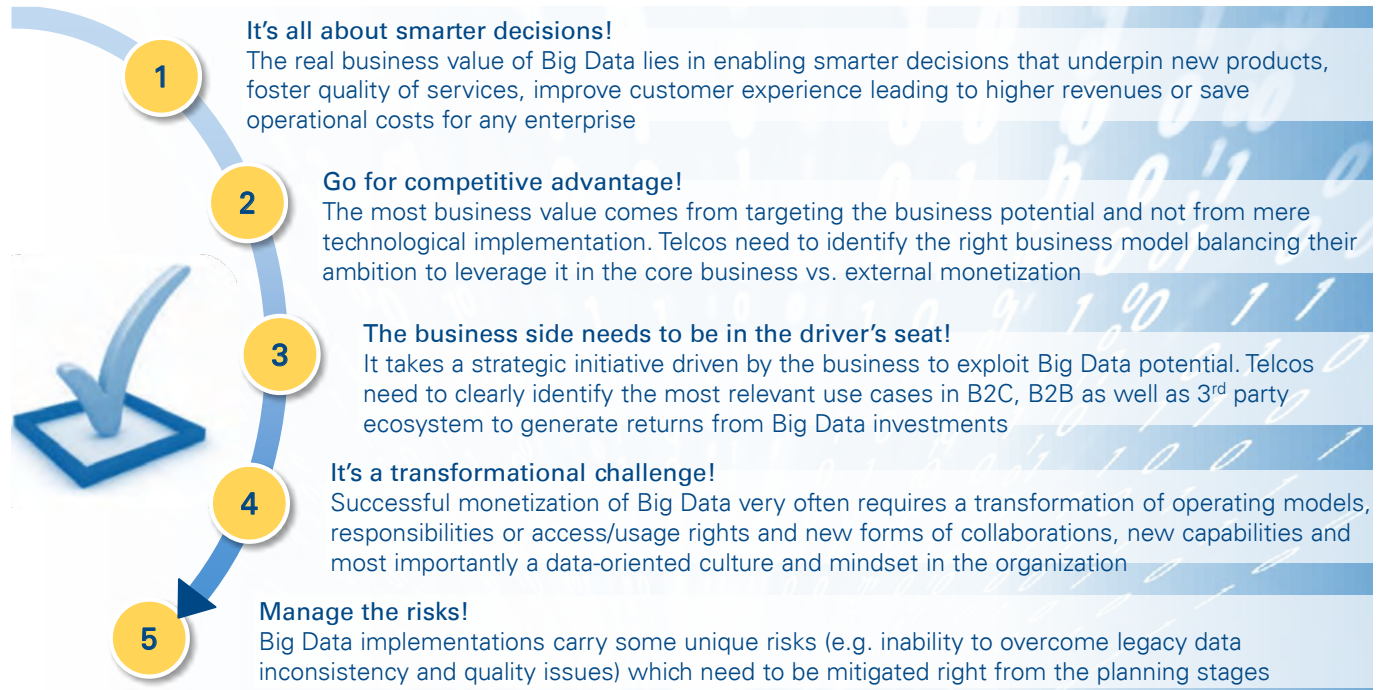 1
It's all about smarter decisions!
The real business value of Big Data lies in enabling smarter decisions that underpin new products,
foster quality of services, improve customer experience leading to higher revenues or save
operational costs for any enterprise
2
Go for competitive advantage!
The most business value comes from targeting the business potential and not from mere
technological implementation. Telcos need to identify the right business model balancing their
ambition to leverage it in the core business vs. external monetization
3
The business side needs to be in the driver's seat!
It takes a strategic initiative driven by the business to exploit Big Data potential. Telcos
need to clearly identify the most relevant use cases in B2C, B2B as well as 3rd party
ecosystem to generate returns from Big Data investments
4
It's a transformational challenge!
Successful monetization of Big Data very often requires a transformation of operating models,
responsibilities or access/usage rights and new forms of collaborations, new capabilities and
most importantly a data-oriented culture and mindset in the organization
5
Manage the risks!
Big Data implementations carry some unique risks (e.g. inability to overcome legacy data
inconsistency and quality issues) which need to be mitigated right from the planning stages